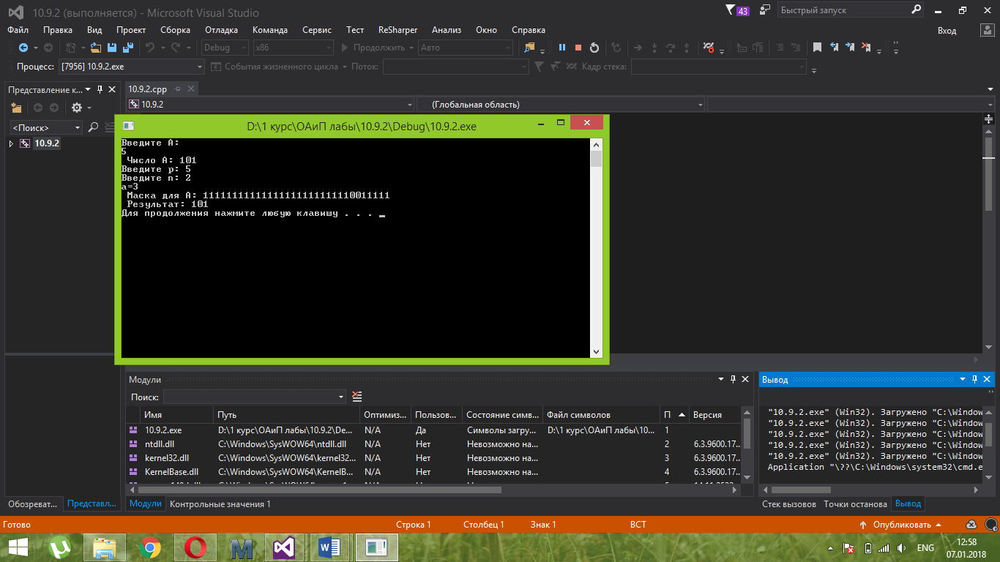 10.9.2 (выполняется) - Microsoft Visual Studio
43
Быстрый запуск
Файл Правка Вид Проект Сборка Отладка Команда Сервис Тест ReSharper Анализ Окно Справка
Вход
Debug x86 Продолжить Авто
Процесс: [7956] 10.9.2.exe События жизненного цикла Поток: Кадр стека:
Представление к...
10.9.2.cpp
10.9.2 (Глобальная область)
<Поиск>
10.9.2
D:\1 курс\ОАиП лабы\10.9.2\Debug\10.9.2.exe
Введите А:
5
Число А: 101
Введите p: 5
Введите n: 2
a=3
Маска для А: 11111111111111111111111110011111
Результат: 101
Для продолжения нажмите любую клавишу . . .
Модули
Поиск:
Имя Путь Оптимиз... Пользов... Состояние симв... Файл символов П Версия
10.9.2.exe D:\1 курс\ОАиП лабы\10.9.2\De... N/A Да Символы загру... D:\1 курс\ОАиП лабы\10... 1
ntdll.dll C:\Windows\SysWOW64\ntdll.dll N/A Нет Невозможно на... 2 6.3.9600.17...
kernel32.dll C:\Windows\SysWOW64\kernel32... N/A Нет Невозможно на... 3 6.3.9600.17...
KernelBase.dll C:\Windows\SysWOW64\KernelB... N/A Нет Невозможно на... 4 6.3.9600.17...
Вывод
"10.9.2.exe" (Win32). Загружено "C:\Window
"10.9.2.exe" (Win32). Загружено "C:\Window
"10.9.2.exe" (Win32). Загружено "C:\Window
"10.9.2.exe" (Win32). Загружено "C:\Window
"10.9.2.exe" (Win32). Загружено "C:\Window
Application "\??\C:\Windows\system32\cmd.e
Обозреват... Представл...
Модули Контрольные значения 1
Стек вызовов Точки останова Вывод
Готово Строка 1 Столбец 1 Знак 1 ВСТ Опубликовать
ENG
12:58
07.01.2018